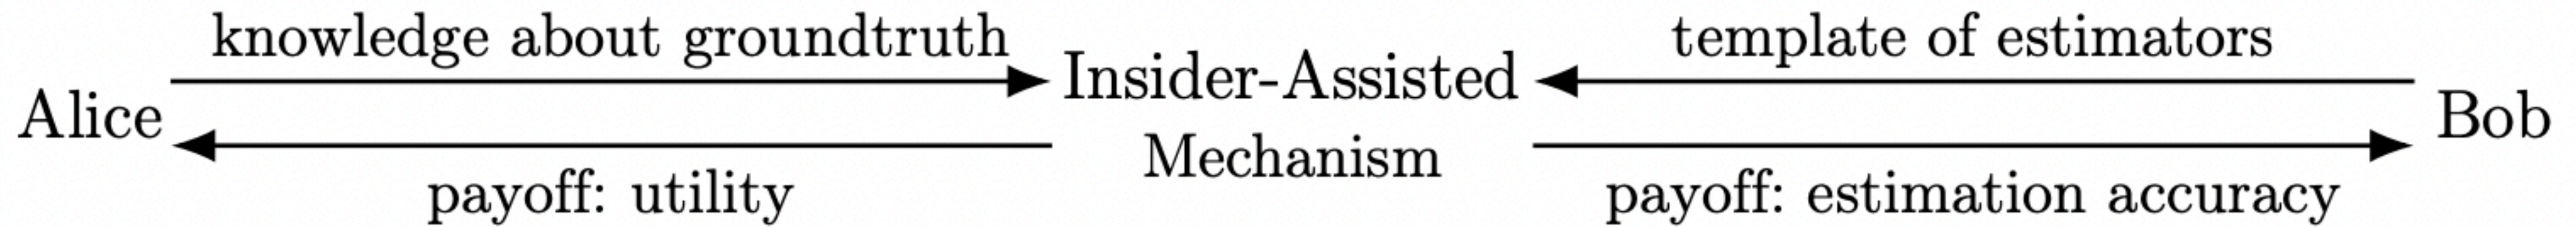 knowledge about groundtruth
template of estimators
Alice
Insider-Assisted
Mechanism
Bob
payoff: utility
payoff: estimation accuracy